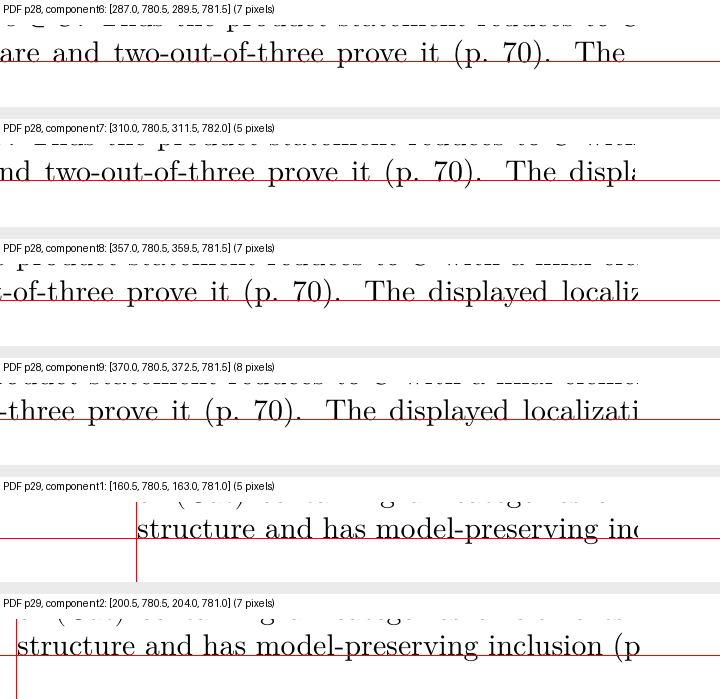 PDF p28, component6: [287.0, 780.5, 289.5, 781.5] (7 pixels)
are and two-out-of-three prove it (p. 70). The
PDF p28, component7: [310.0, 780.5, 311.5, 782.0] (5 pixels)
nd two-out-of-three prove it (p. 70). The displa
PDF p28, component8: [357.0, 780.5, 359.5, 781.5] (7 pixels)
t-of-three prove it (p. 70). The displayed localiz
PDF p28, component9: [370.0, 780.5, 372.5, 781.5] (8 pixels)
-three prove it (p. 70). The displayed localizati
PDF p29, component1: [160.5, 780.5, 163.0, 781.0] (5 pixels)
structure and has model-preserving inc
PDF p29, component2: [200.5, 780.5, 204.0, 781.0] (7 pixels)
structure and has model-preserving inclusion (p